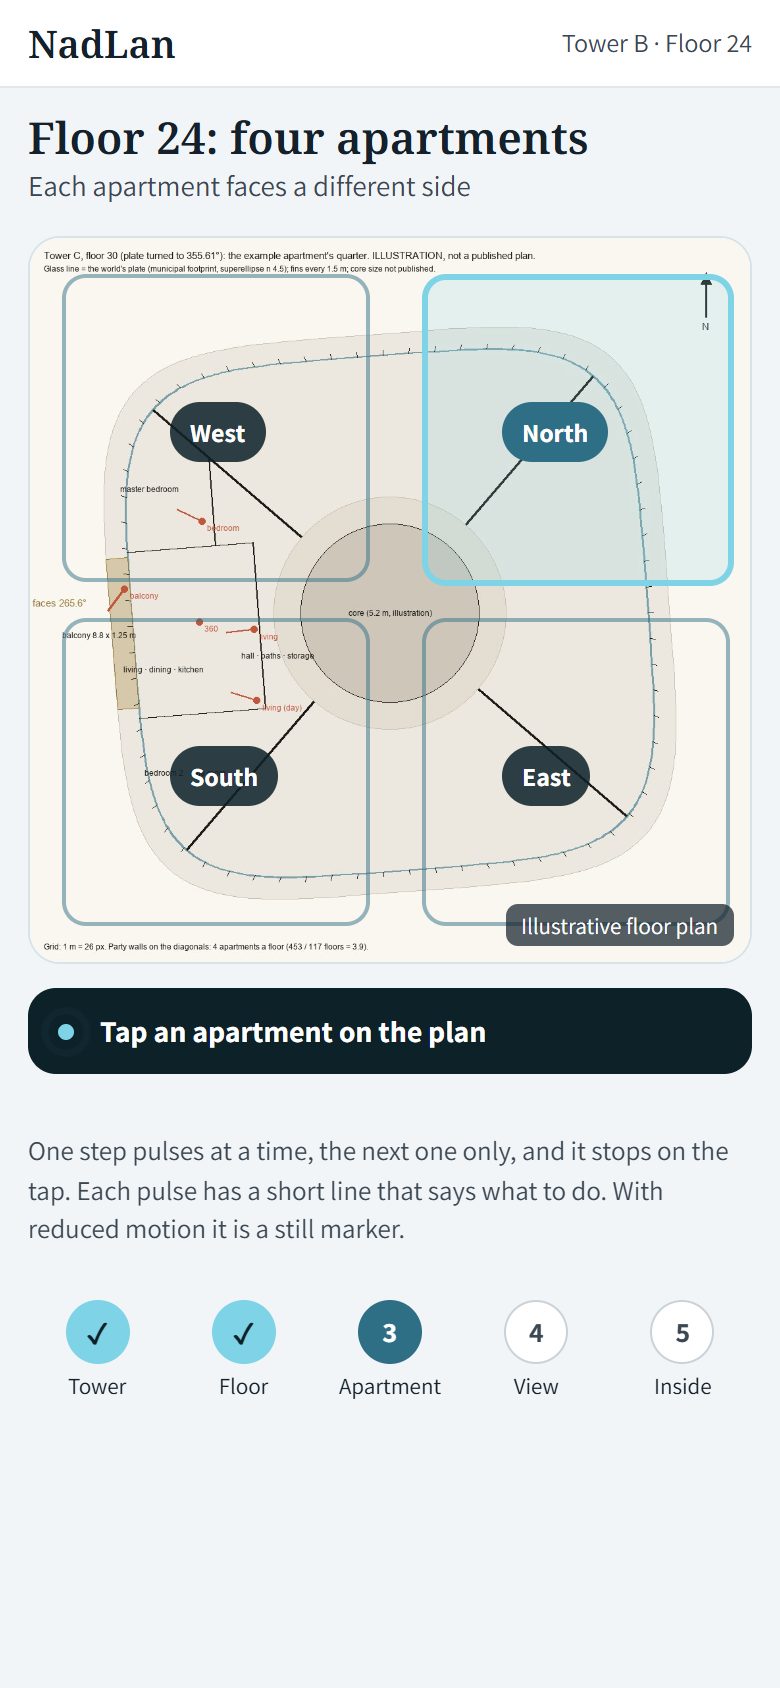 NadLan
Tower B · Floor 24
Floor 24: four apartments
Each apartment faces a different side
Tower C, floor 30 (plate turned to 355.61°): the example apartment's quarter. ILLUSTRATION, not a published plan.
Glass line = the world's plate (municipal footprint, superellipse n 4.5); fins every 1.5 m; core size not published.
N
West
North
master bedroom
bedroom
faces 265.6°
balcony
balcony 8.8 x 1.25 m
360
living
core (5.2 m, illustration)
hall · baths · storage
living · dining · kitchen
living (day)
bedroom
South
East
Illustrative floor plan
Grid: 1 m = 26 px. Party walls on the diagonals: 4 apartments a floor (453 / 117 floors = 3.9).
Tap an apartment on the plan
One step pulses at a time, the next one only, and it stops on the
tap. Each pulse has a short line that says what to do. With
reduced motion it is a still marker.
✓
✓
3
4
5
Tower
Floor
Apartment
View
Inside